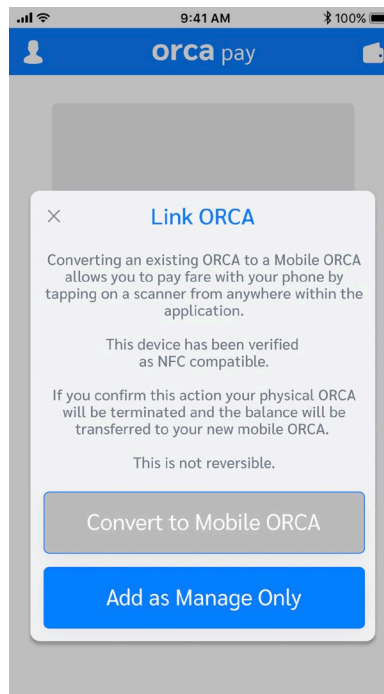 9:41 AM
100%
orca pay
Link ORCA
Converting an existing ORCA to a Mobile ORCA
allows you to pay fare with your phone by
tapping on a scanner from anywhere within the
application.
This device has been verified
as NFC compatible.
If you confirm this action your physical ORCA
will be terminated and the balance will be
transferred to your new mobile ORCA.
This is not reversible.
Convert to Mobile ORCA
Add as Manage Only